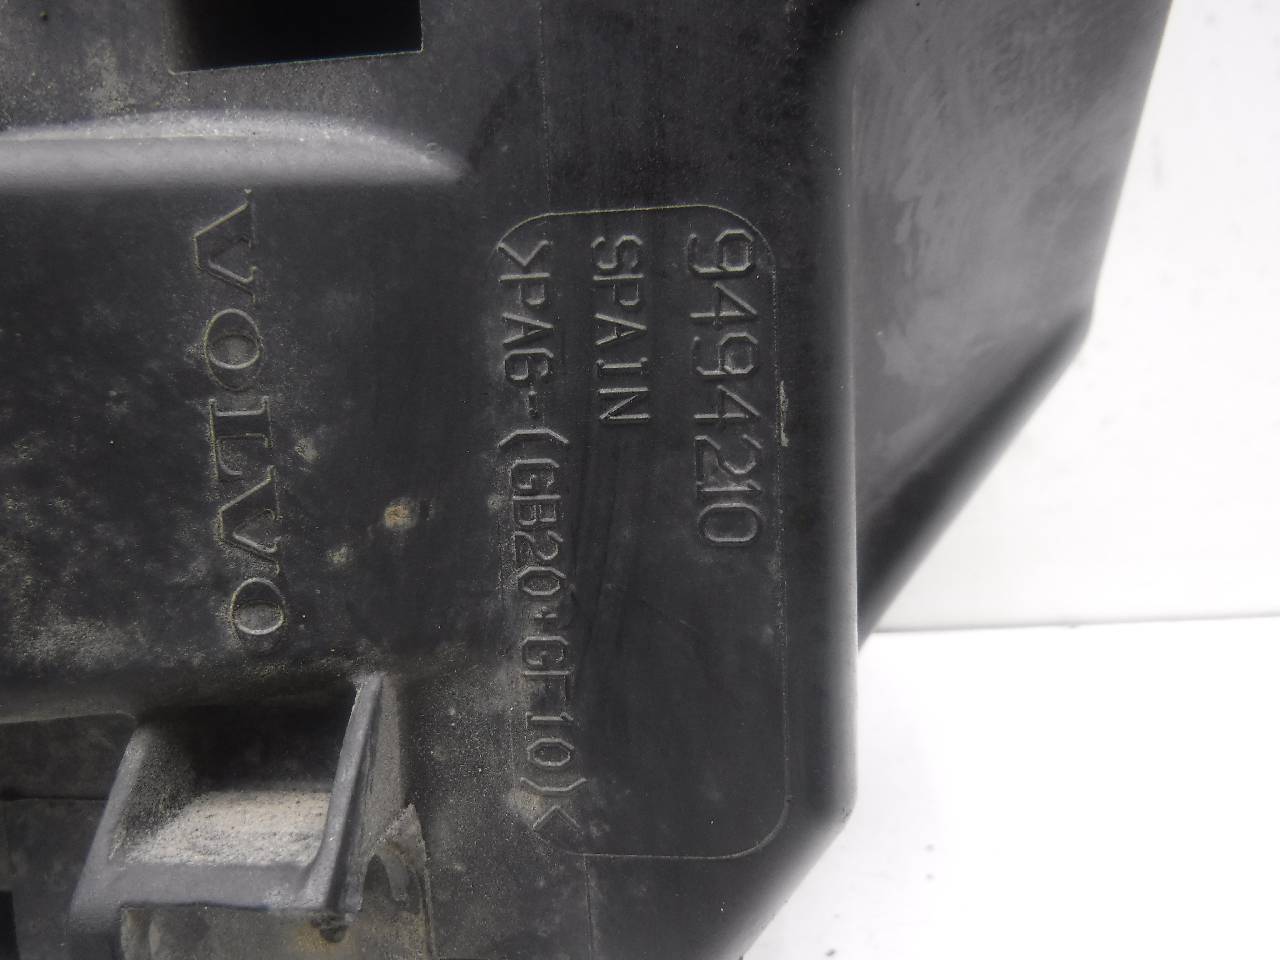 9494210
SPAIN
>PA6-(GB20+GF10)<
VOLVO